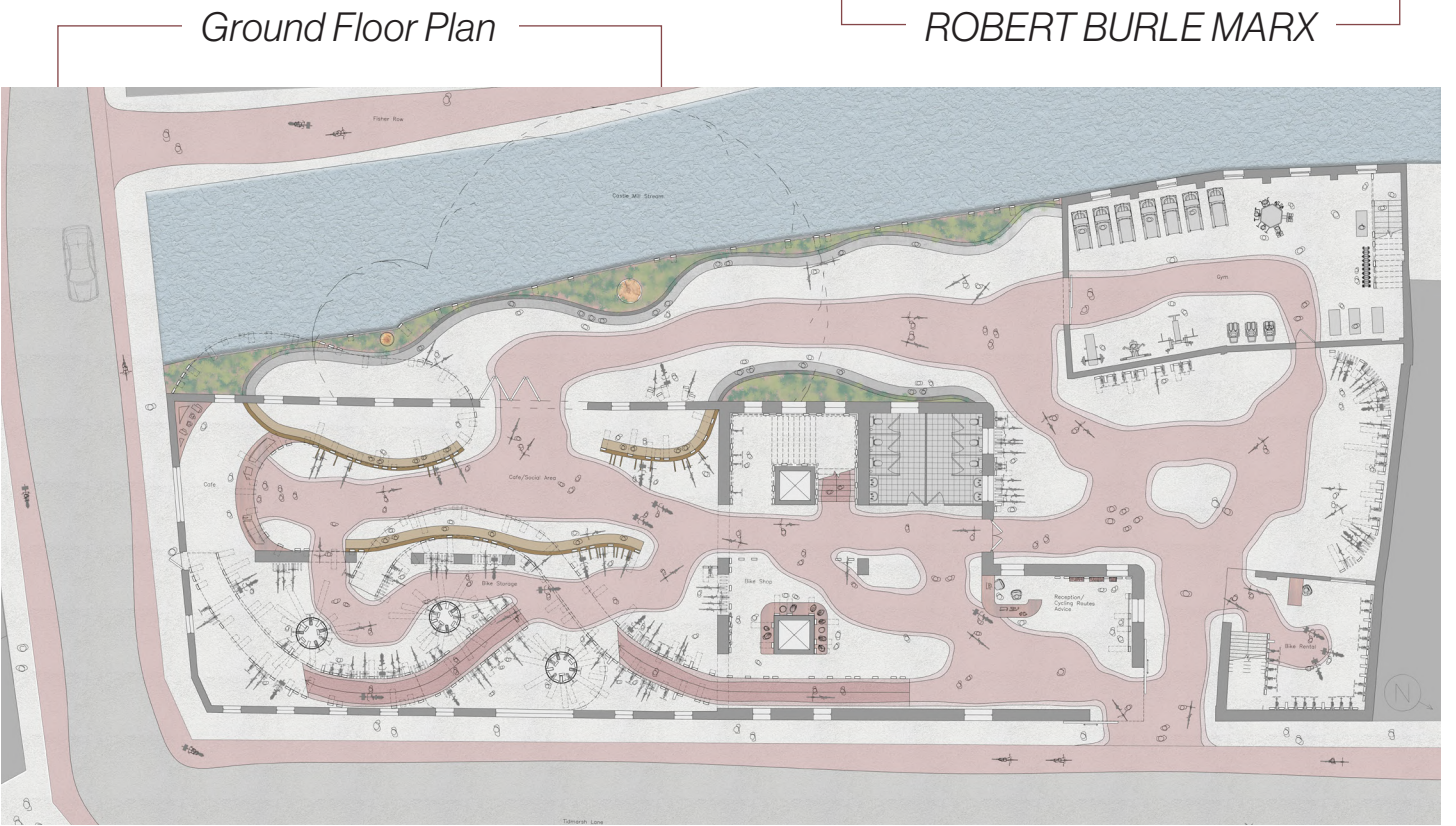 Ground Floor Plan
ROBERT BURLE MARX
Fisher Row
Castle Mill Stream
Gym
Cafe
Cafe/Social Area
Bike Storage
Bike Shop
Reception/
Cycling Routes
Advice
Bike Rental
N
Tidmarsh Lane